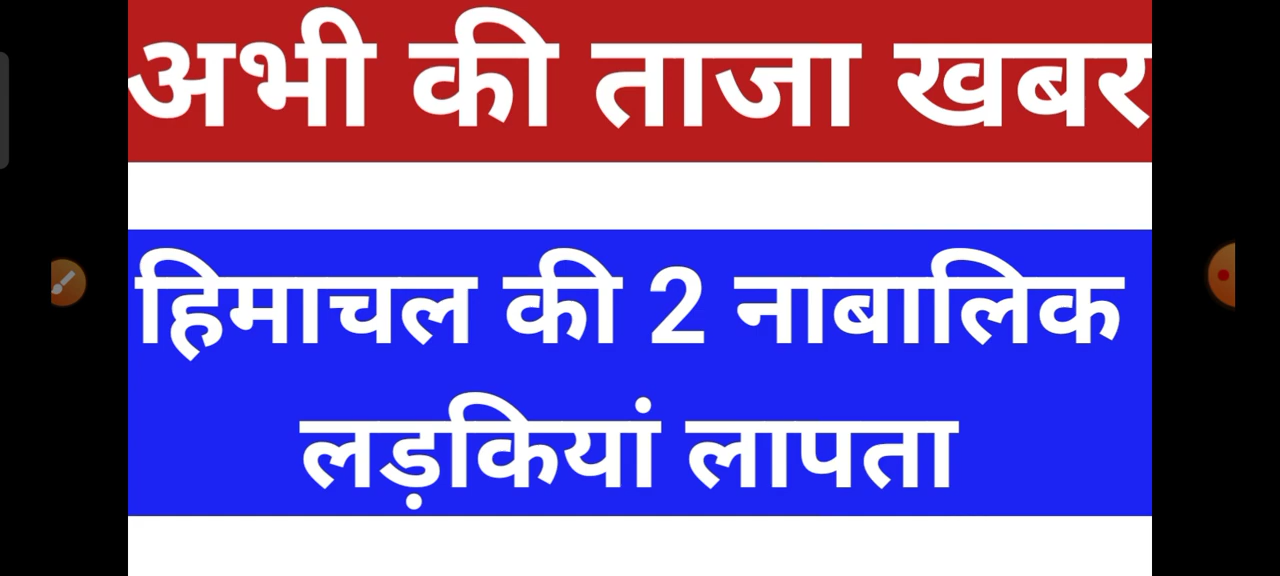 अभी की ताजा खबर
हिमाचल की 2 नाबालिक
लड़कियां लापता